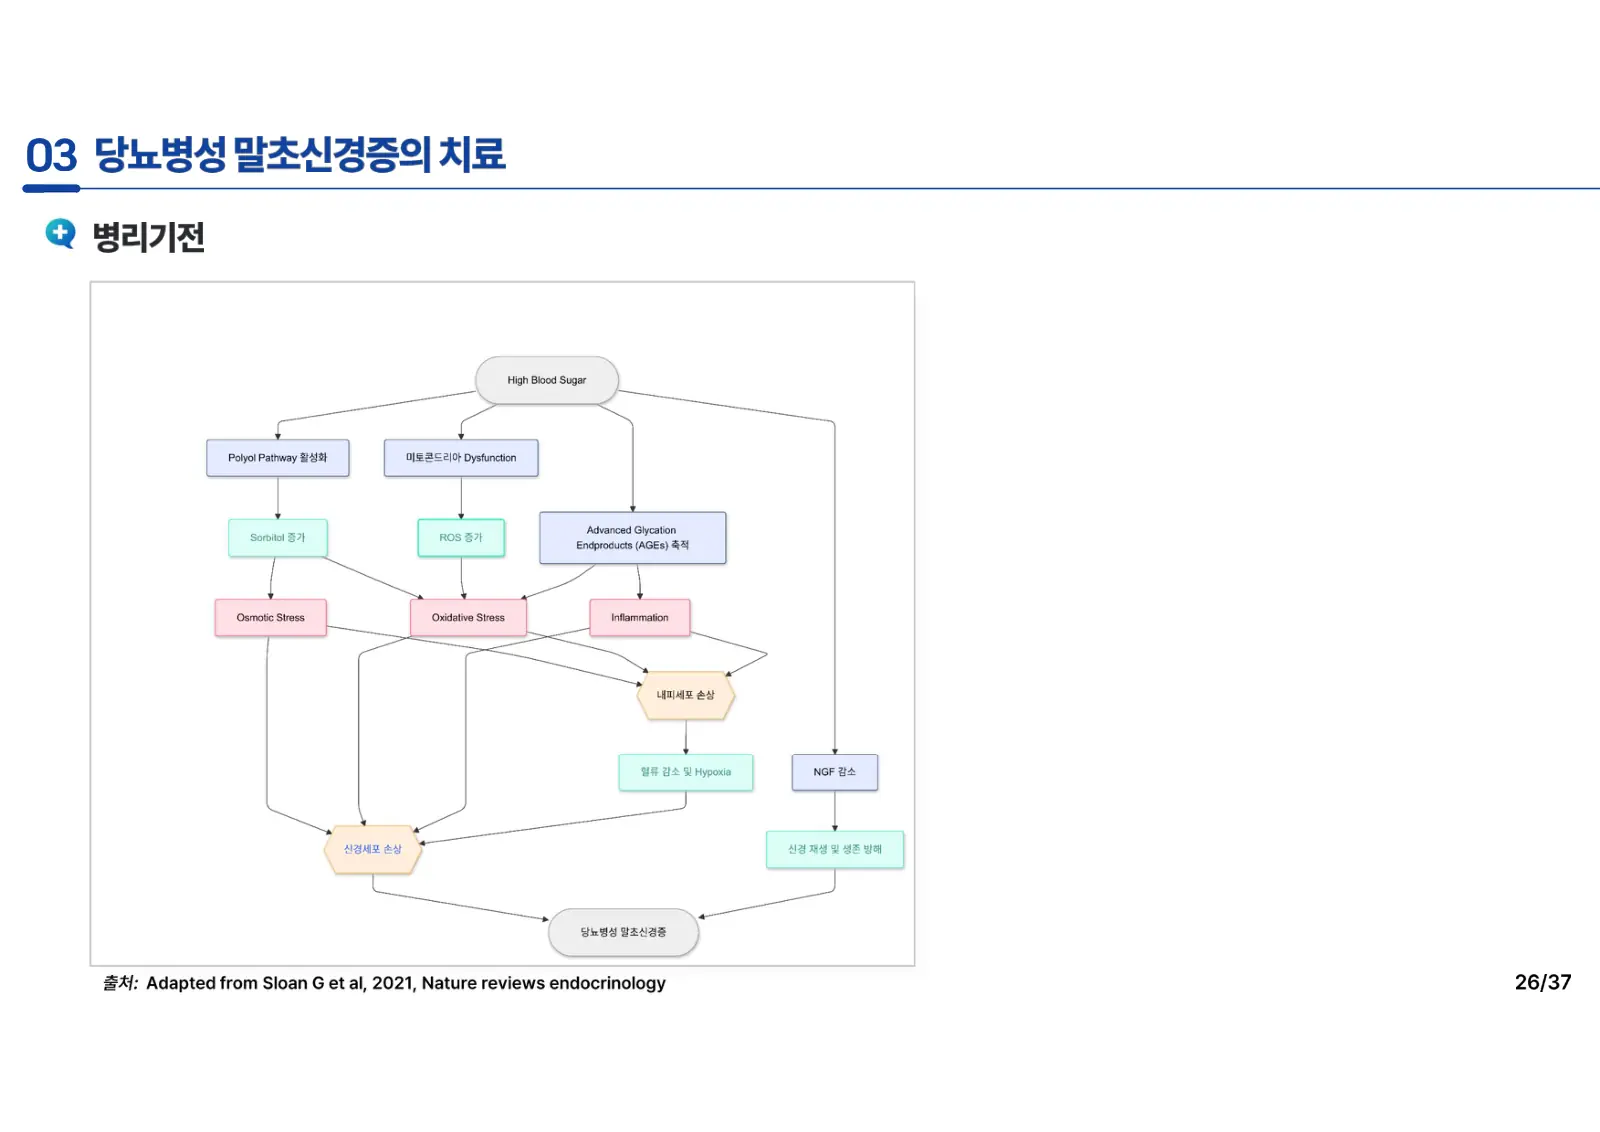 03 당뇨병성 말초신경증의 치료
병리기전
High Blood Sugar
Polyol Pathway 활성화
미토콘드리아 Dysfunction
Sorbitol 증가
ROS 증가
Advanced Glycation
Endproducts (AGEs) 축적
Osmotic Stress
Oxidative Stress
Inflammation
내피세포 손상
혈류 감소 및 Hypoxia
NGF 감소
신경세포 손상
신경 재생 및 생존 방해
당뇨병성 말초신경증
출처: Adapted from Sloan G et al, 2021, Nature reviews endocrinology
26/37